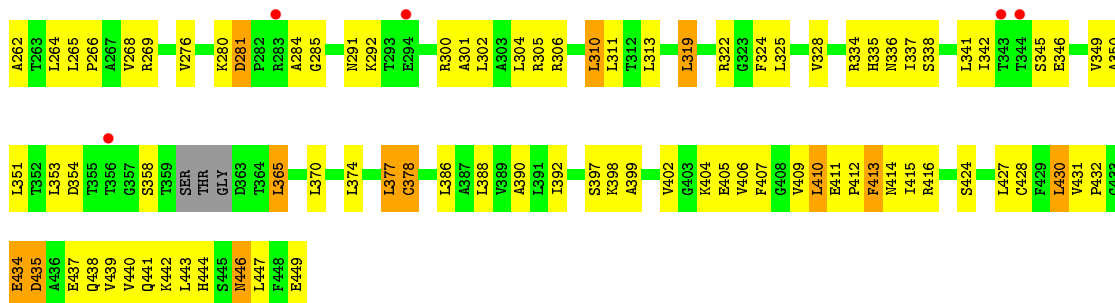 A262 T263 L264 L265 P266 A267 V268 R269 V276 K280 D281 P282 R283 A284 G285 N291 K292 T293 E294 R300 A301 L302 A303 L304 R305 R306 L310 L311 T312 L313 L319 R322 G323 F324 L325 V328 R334 H335 N336 I337 S338 L341 I342 T343 T344 S345 E346 V349 A350
L351 T352 L353 D354 T355 T356 G357 S358 T359 SER THR GLY D363 T364 L365 L370 L374 L377 C378 L386 A387 L388 V389 A390 L391 I392 S397 K398 A399 V402 G403 K404 E405 V406 F407 G408 V409 L410 E411 P412 F413 N414 L415 R416 S424 L427 C428 F429 L430 V431 P432 G433
E434 D435 A436 E437 Q438 V439 V440 Q441 K442 L443 H444 S445 N446 L447 F448 E449